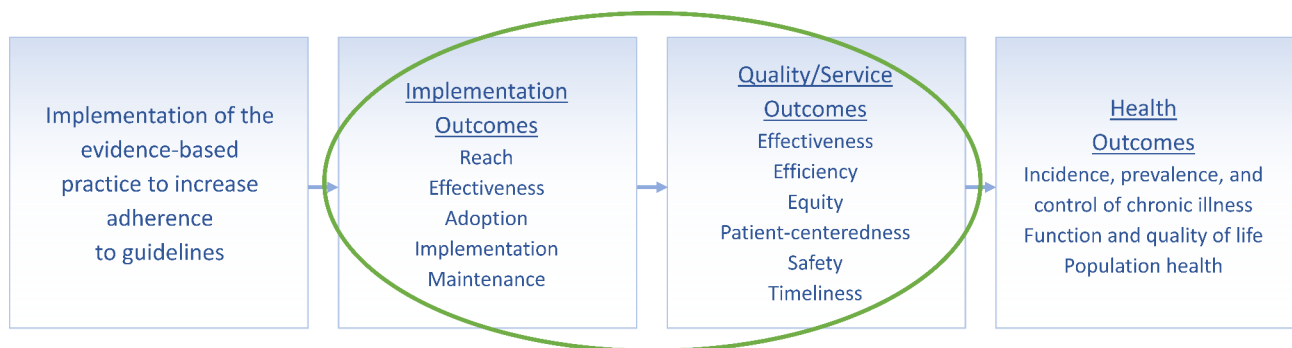 Implementation of the
evidence-based
practice to increase
adherence
to guidelines
Implementation
Outcomes
Reach
Effectiveness
Adoption
Implementation
Maintenance
Quality/Service
Outcomes
Effectiveness
Efficiency
Equity
Patient-centeredness
Safety
Timeliness
Health
Outcomes
Incidence, prevalence, and
control of chronic illness
Function and quality of life
Population health